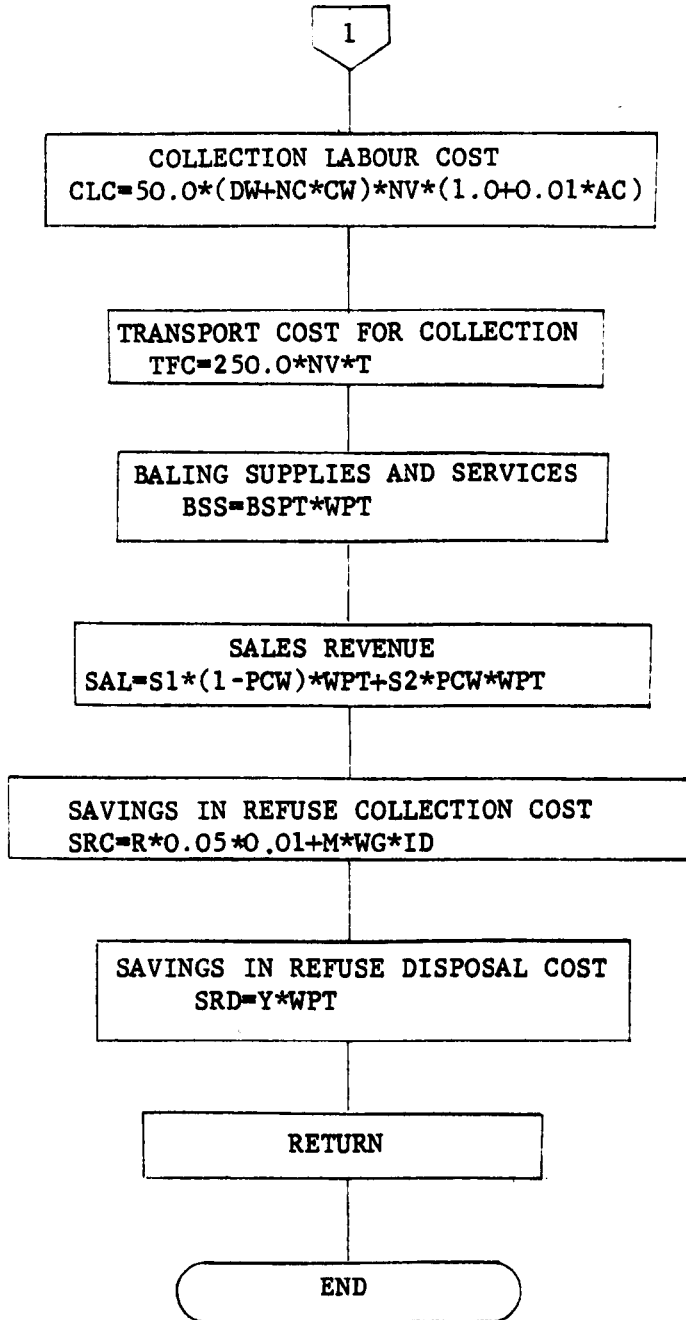 1
COLLECTION LABOUR COST
CLC=50.0*(DW+NC*CW)*NV*(1.0+0.01*AC)
TRANSPORT COST FOR COLLECTION
TFC=250.0*NV*T
BALING SUPPLIES AND SERVICES
BSS=BSPT*WPT
SALES REVENUE
SAL=S1*(1-PCW)*WPT+S2*PCW*WPT
SAVINGS IN REFUSE COLLECTION COST
SRC=R*0.05*0.01+M*WG*ID
SAVINGS IN REFUSE DISPOSAL COST
SRD=Y*WPT
RETURN
END